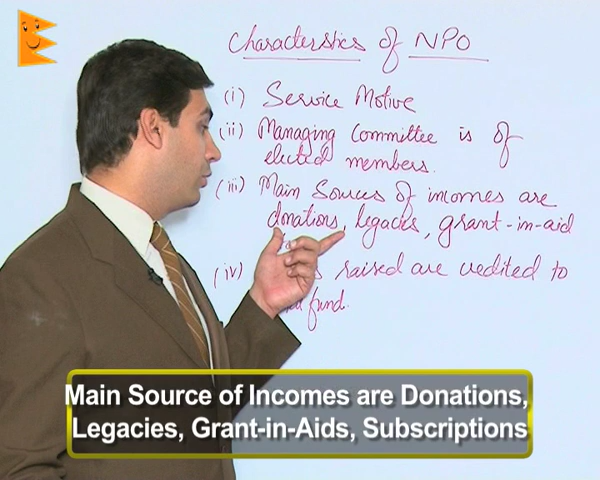 Characterstics of NPO
(i) Service Motive
(ii) Managing Committee is of
elected members.
(iii) Main Sources of incomes are
donations, legacies, grant-in-aid
(iv) raised are credited to
fund.
Main Source of Incomes are Donations,
Legacies, Grant-in-Aids, Subscriptions